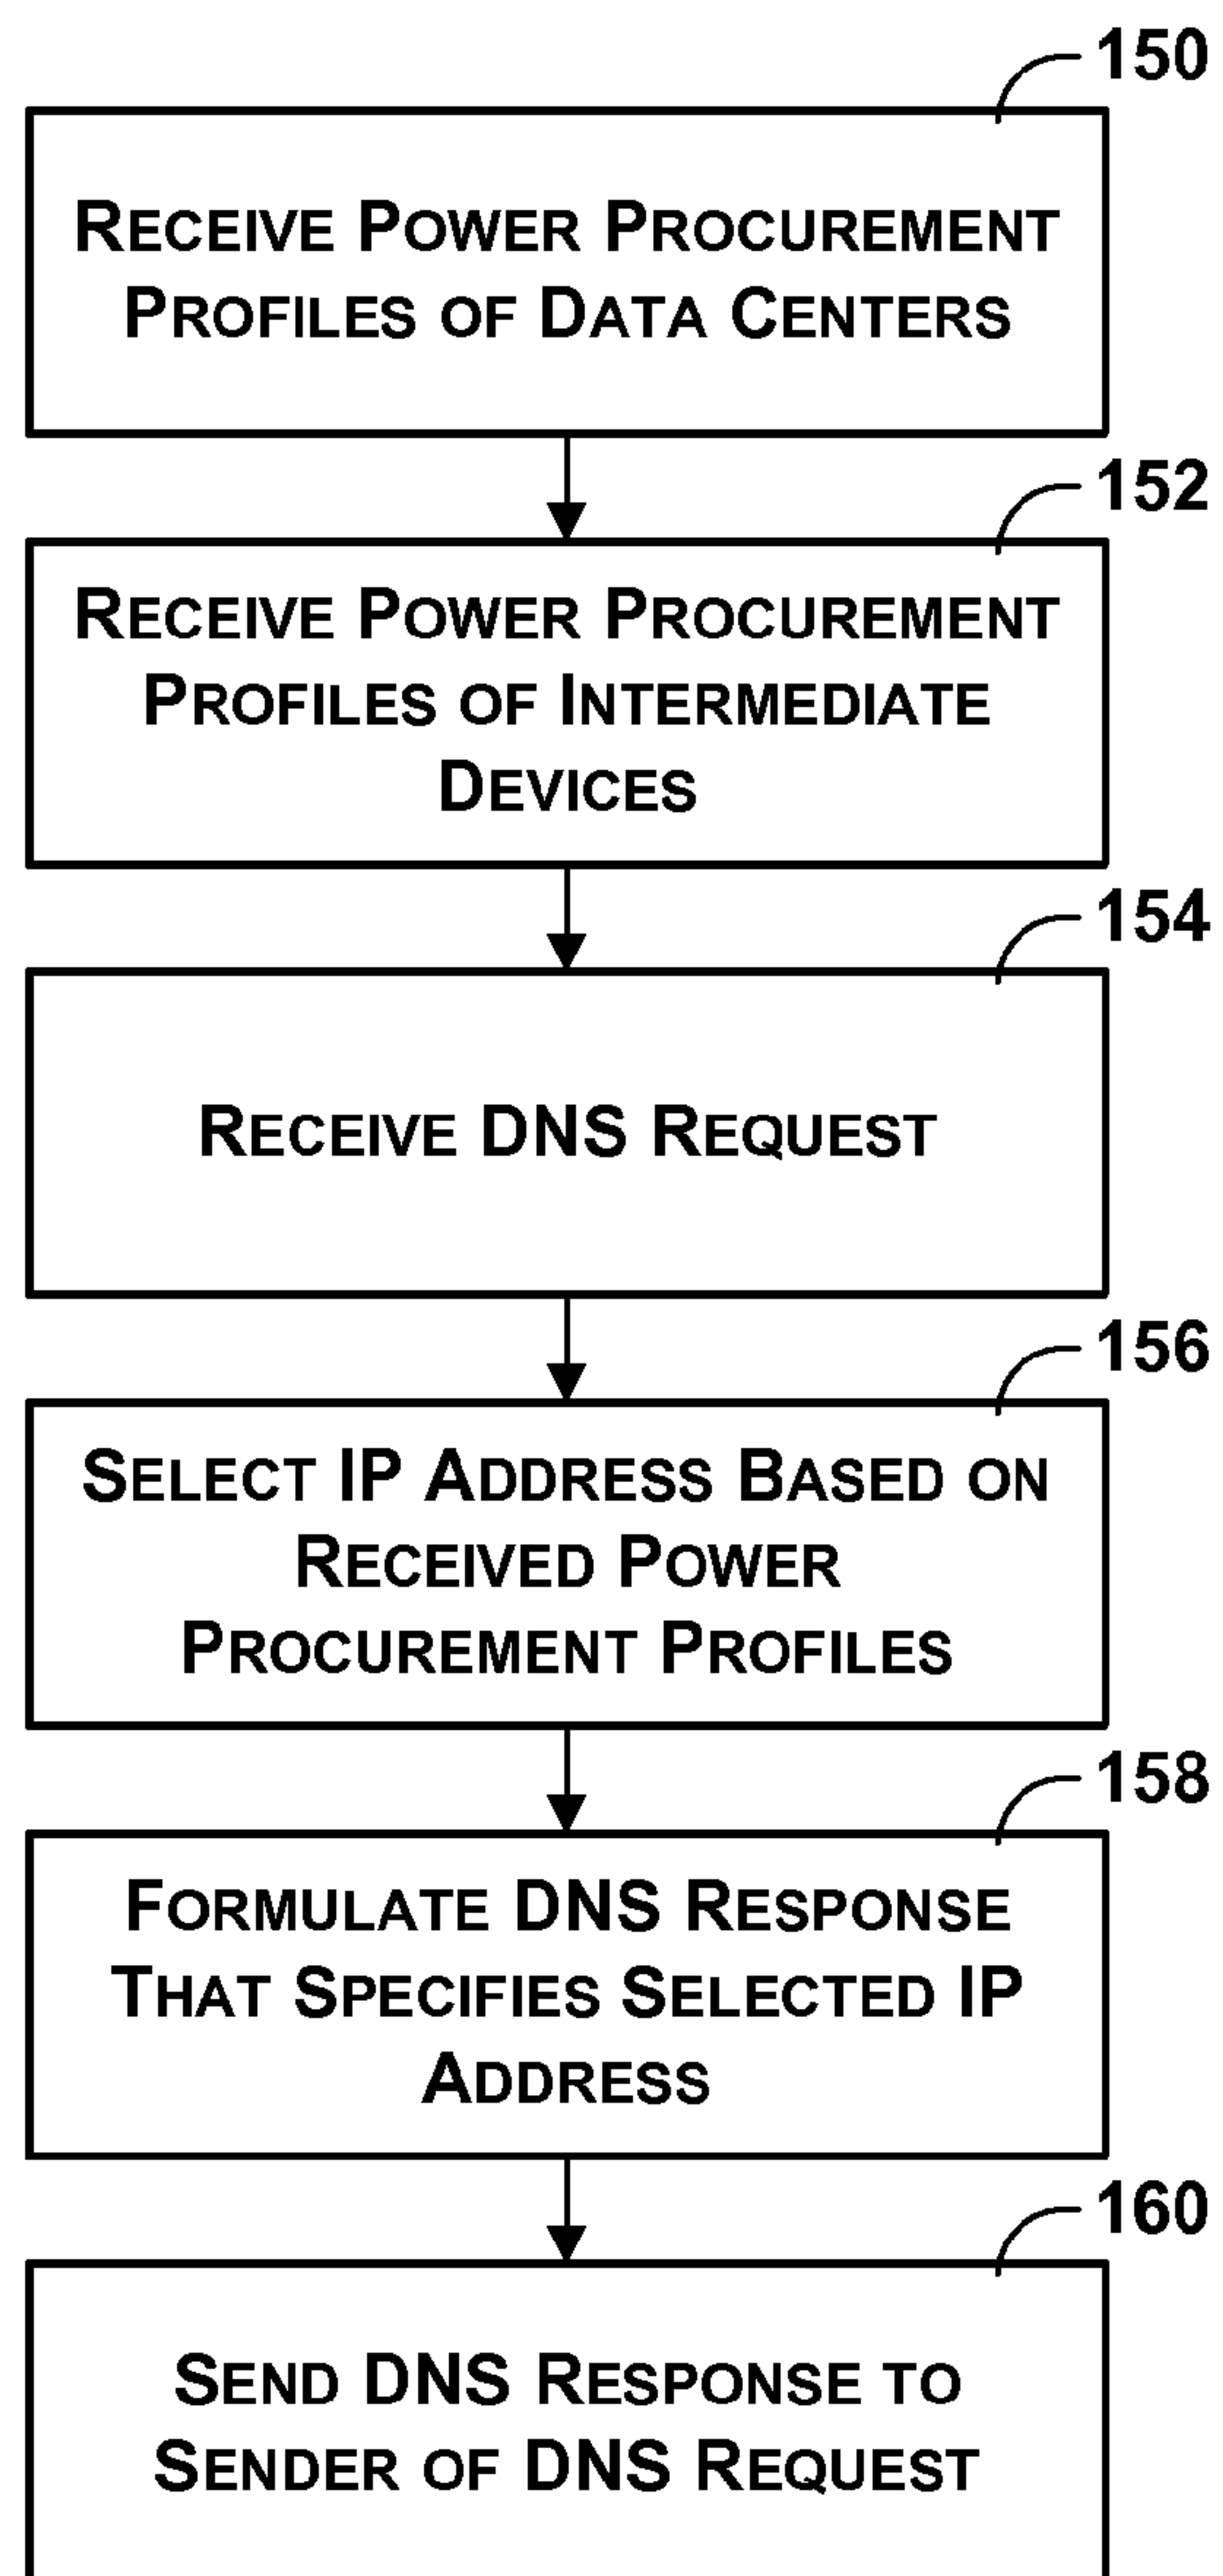 150
RECEIVE POWER PROCUREMENT
PROFILES OF DATA CENTERS
152
RECEIVE POWER PROCUREMENT
PROFILES OF INTERMEDIATE
DEVICES
154
RECEIVE DNS REQUEST
156
SELECT IP ADDRESS BASED ON
RECEIVED POWER
PROCUREMENT PROFILES
158
FORMULATE DNS RESPONSE
THAT SPECIFIES SELECTED IP
ADDRESS
160
SEND DNS RESPONSE TO
SENDER OF DNS REQUEST